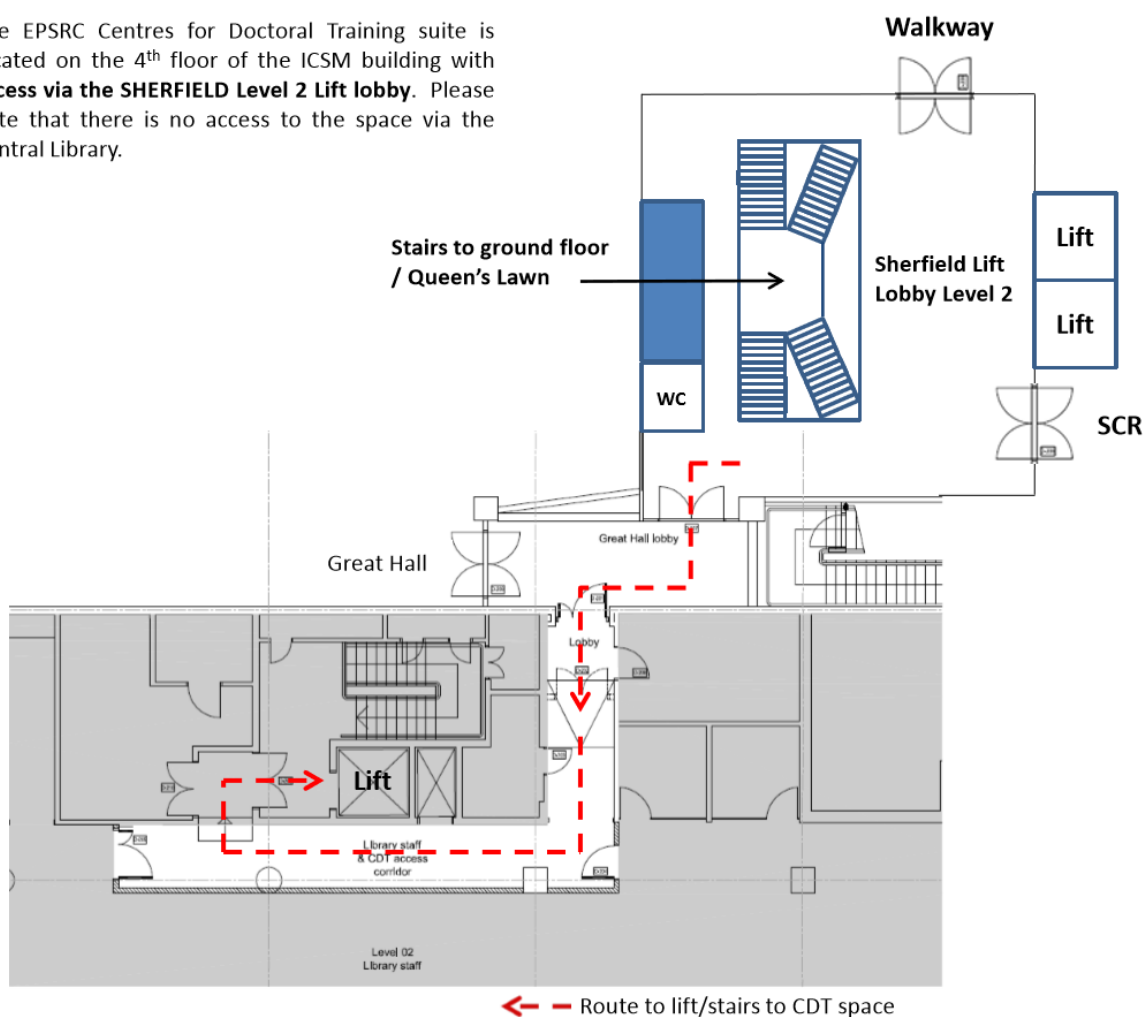 e EPSRC Centres for Doctoral Training suite is
cated on the 4th floor of the ICSM building with
cess via the SHERFIELD Level 2 Lift lobby. Please
te that there is no access to the space via the
ntral Library.
Walkway
Stairs to ground floor
/ Queen's Lawn
Sherfield Lift
Lobby Level 2
Lift
Lift
WC
SCR
Great Hall lobby
Great Hall
Lobby
Lift
Library staff
& CDT access
corridor
Level 02
Library staff
Route to lift/stairs to CDT space